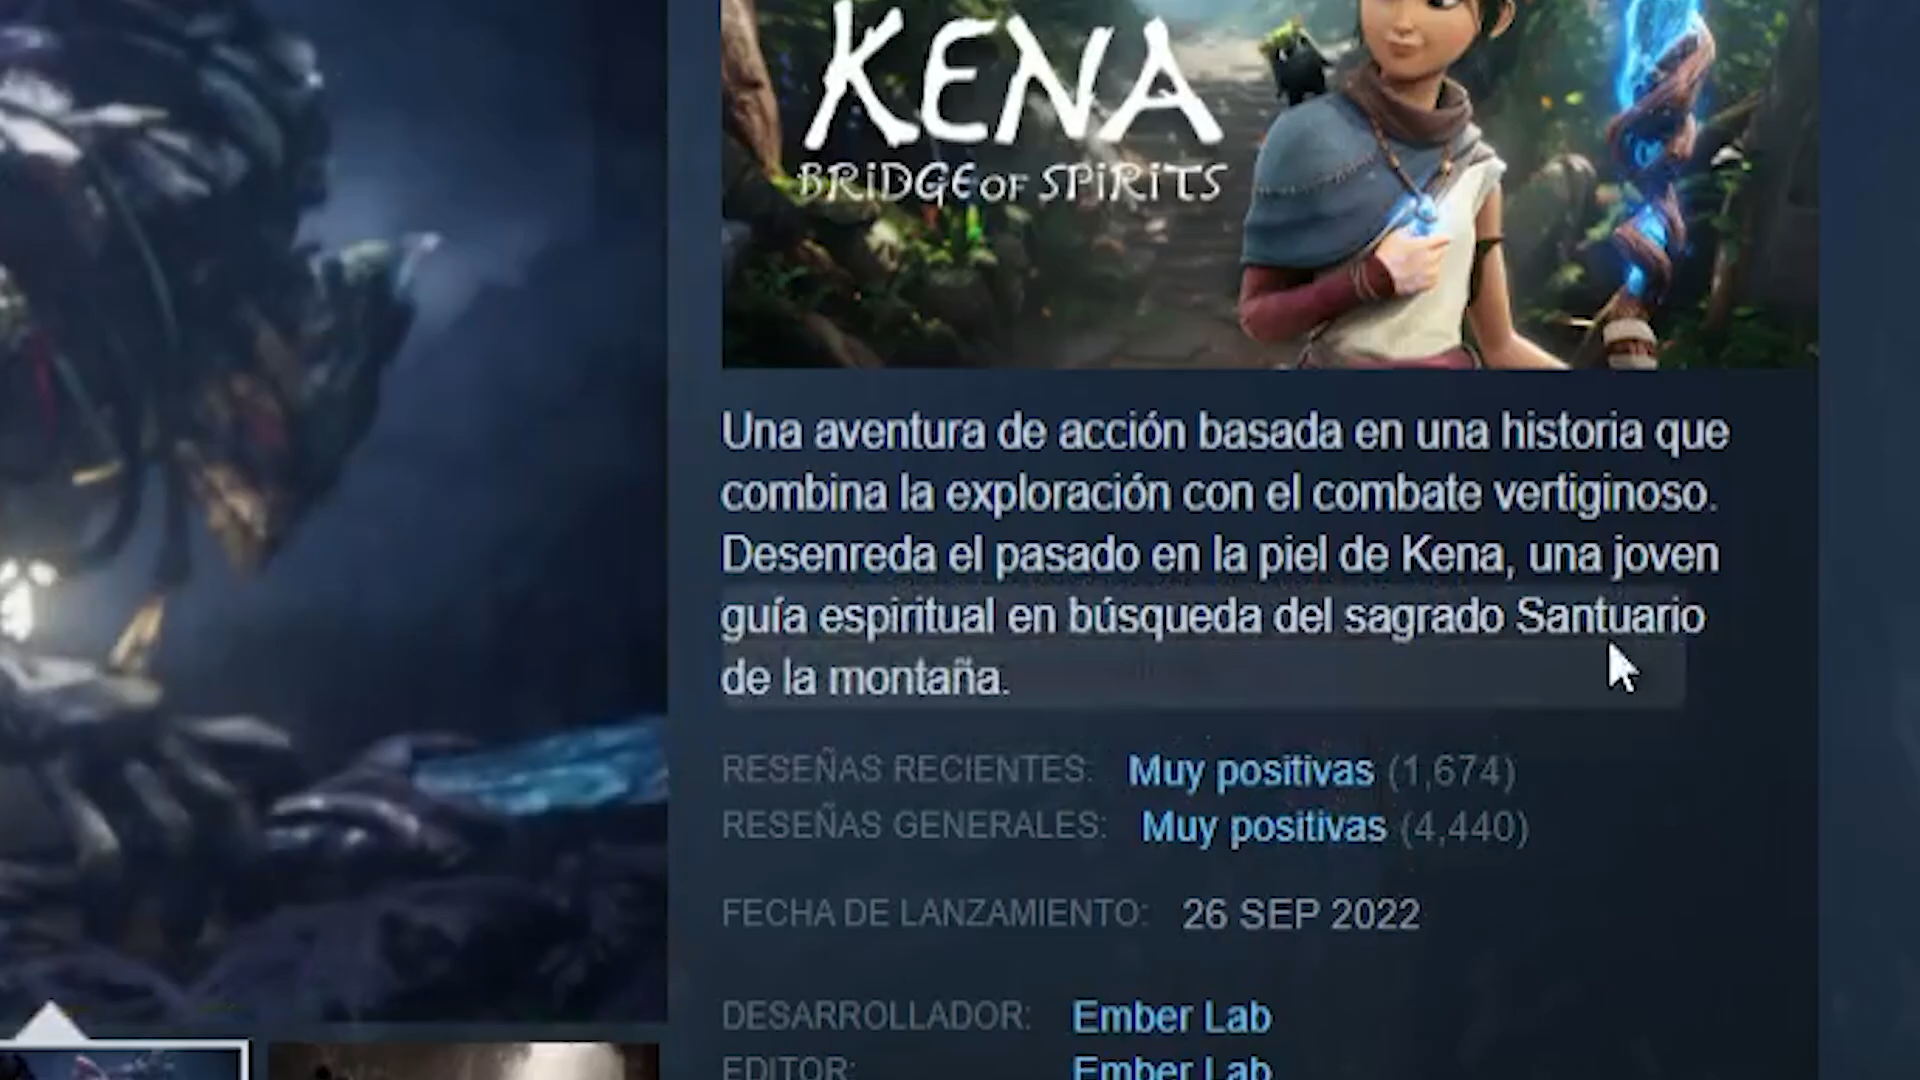 KENA
BRIDGE OF SPIRITS
Una aventura de acción basada en una historia que
combina la exploración con el combate vertiginoso.
Desenreda el pasado en la piel de Kena, una joven
guía espiritual en búsqueda del sagrado Santuario
de la montaña.
RESEÑAS RECIENTES: Muy positivas (1,674)
RESEÑAS GENERALES: Muy positivas (4,440)
FECHA DE LANZAMIENTO: 26 SEP 2022
DESARROLLADOR: Ember Lab
EDITOR: Ember Lab